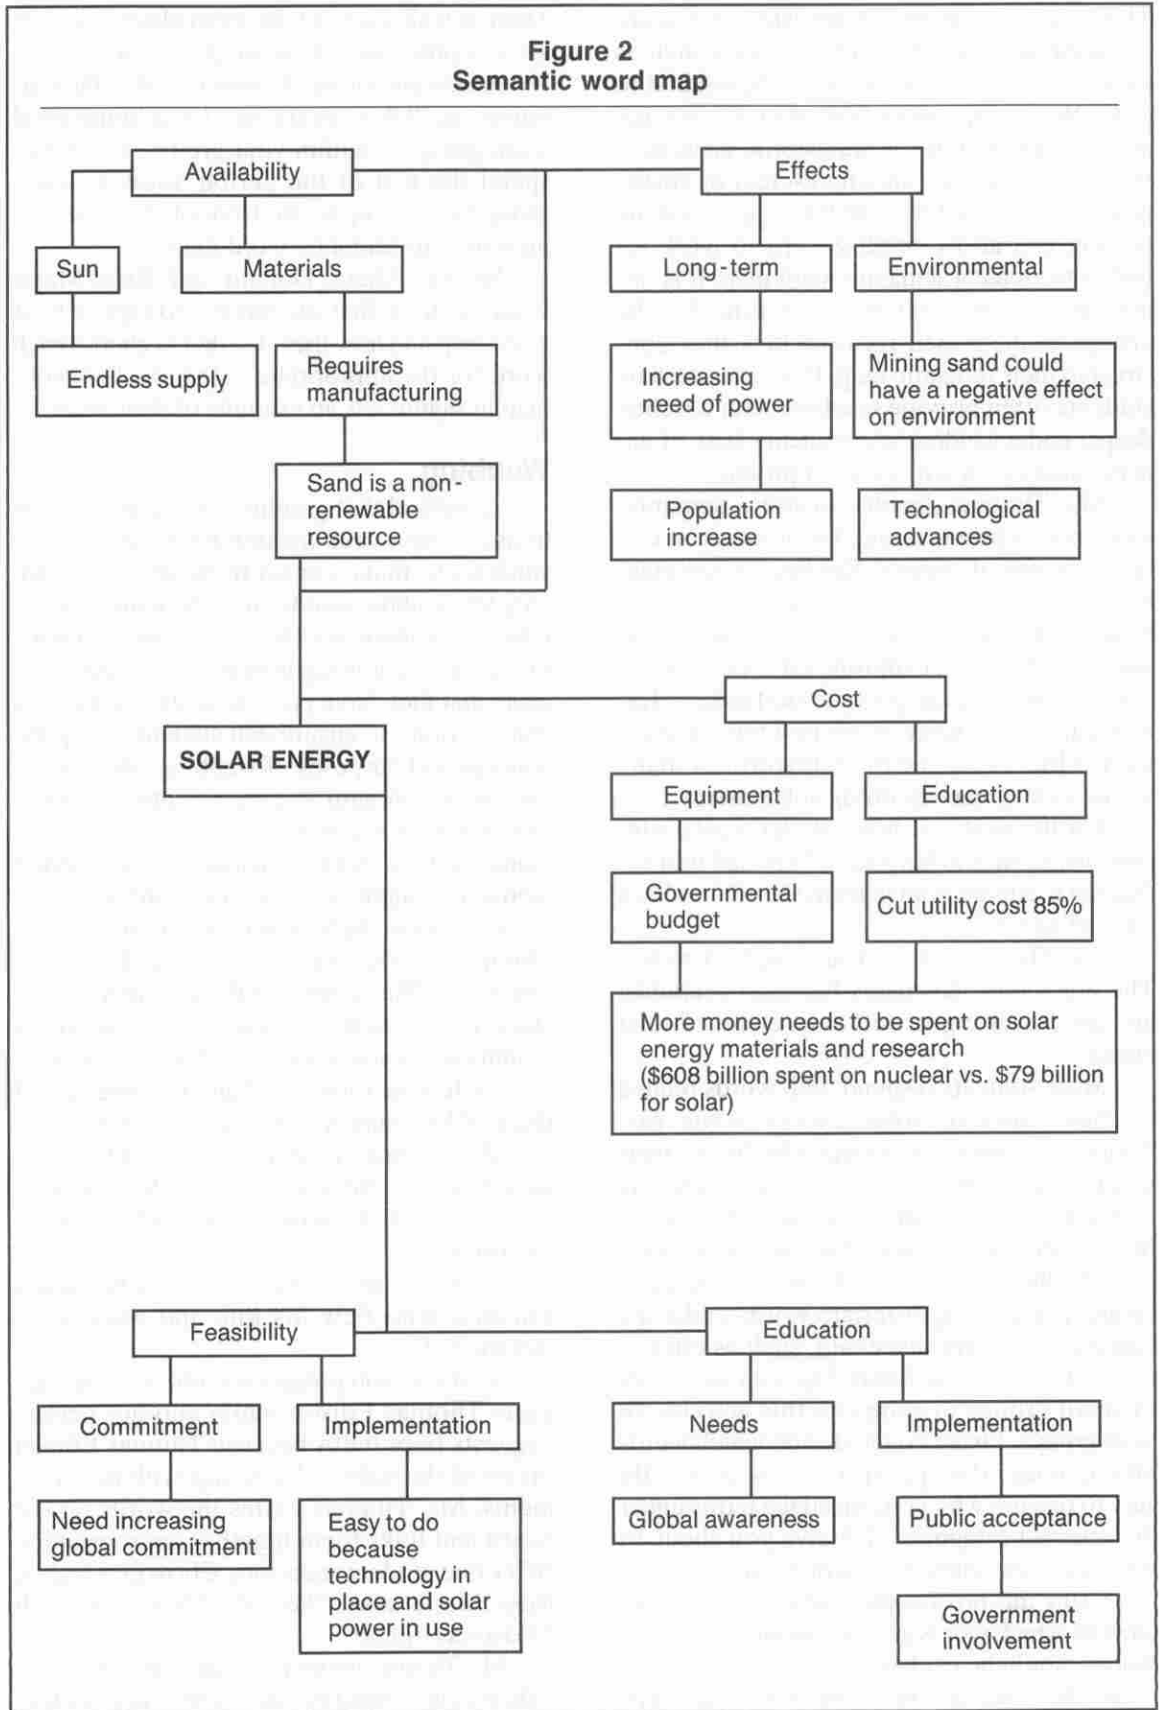 Figure 2
Semantic word map
Availability
Effects
Sun
Materials
Long-term
Environmental
Endless supply
Requires
manufacturing
Increasing
need of power
Mining sand could
have a negative effect
on environment
Sand is a non-
renewable
resource
Population
increase
Technological
advances
Cost
SOLAR ENERGY
Equipment
Education
Governmental
budget
Cut utility cost 85%
More money needs to be spent on solar
energy materials and research
($608 billion spent on nuclear vs. $79 billion
for solar)
Feasibility
Education
Commitment
Implementation
Needs
Implementation
Need increasing
global commitment
Easy to do
because
technology in
place and solar
power in use
Global awareness
Public acceptance
Government
involvement